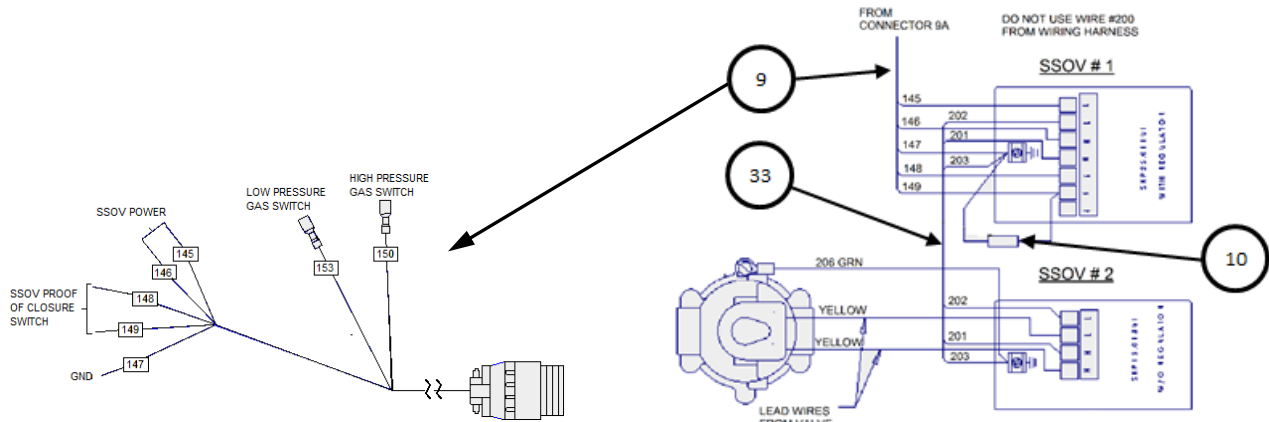 FROM
CONNECTOR 9A
DO NOT USE WIRE #200
FROM WIRING HARNESS
SSOV # 1
9
145
202
146
201
147
203
148
149
33
10
HIGH PRESSURE
GAS SWITCH
LOW PRESSURE
GAS SWITCH
SSOV POWER
145
146
153
150
SSOV PROOF
OF CLOSURE
SWITCH
148
149
147
GND
206 GRN
SSOV # 2
202
YELLOW
201
YELLOW
203
W/O REGULATOR
LEAD WIRES
FROM VALVE